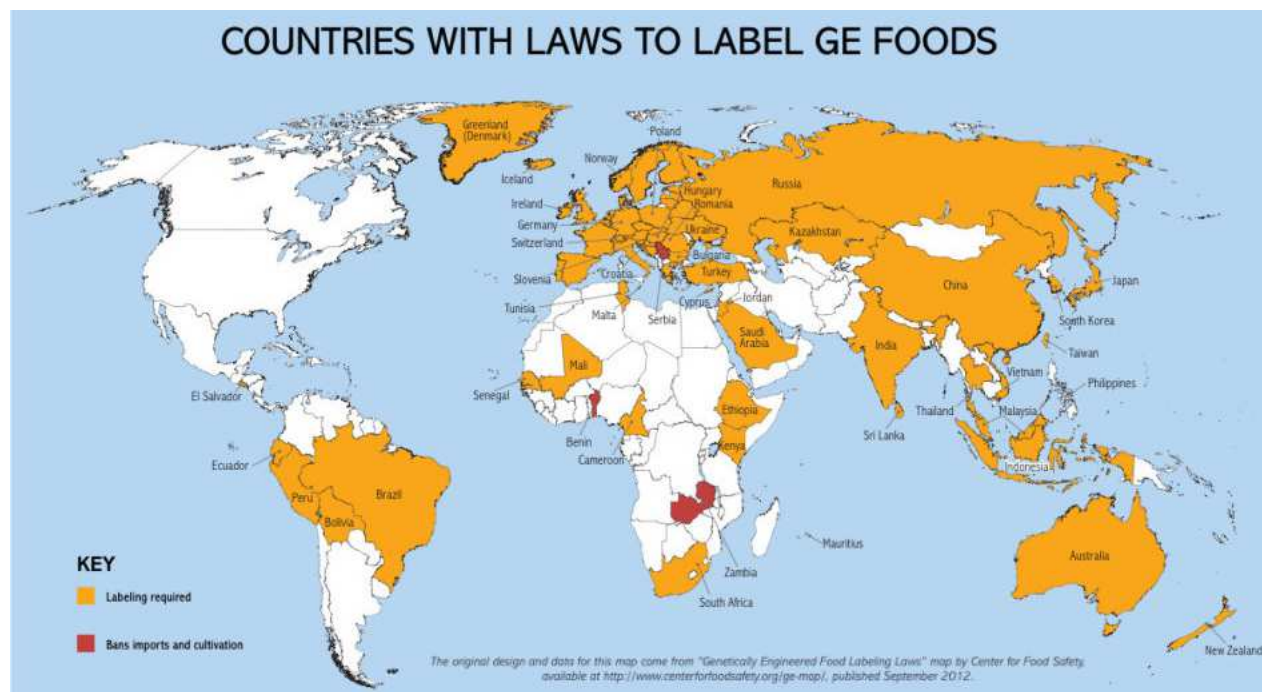 COUNTRIES WITH LAWS TO LABEL GE FOODS
Greenland
(Denmark)
Iceland
Poland
Norway
Russia
Ireland
Hungary
Romania
Germany
Ukraine
Kazakhstan
Switzerland
Bulgaria
Slovenia
Croatia
Turkey
China
Japan
Tunisia
Malta
Serbia
Cyprus
Jordan
South Korea
Saudi
Arabia
India
Taiwan
Mali
Vietnam
Philippines
El Salvador
Senegal
Ethiopia
Thailand
Malaysia
Benin
Kenya
Sri Lanka
Ecuador
Cameroon
Indonesia
Peru
Brazil
Bolivia
Mauritius
Australia
Zambia
South Africa
New Zealand
KEY
Labeling required
Bans imports and cultivation
The original design and data for this map come from "Genetically Engineered Food Labeling Laws" map by Center for Food Safety,
available at http://www.centerforfoodsafety.org/ge-map/, published September 2012.